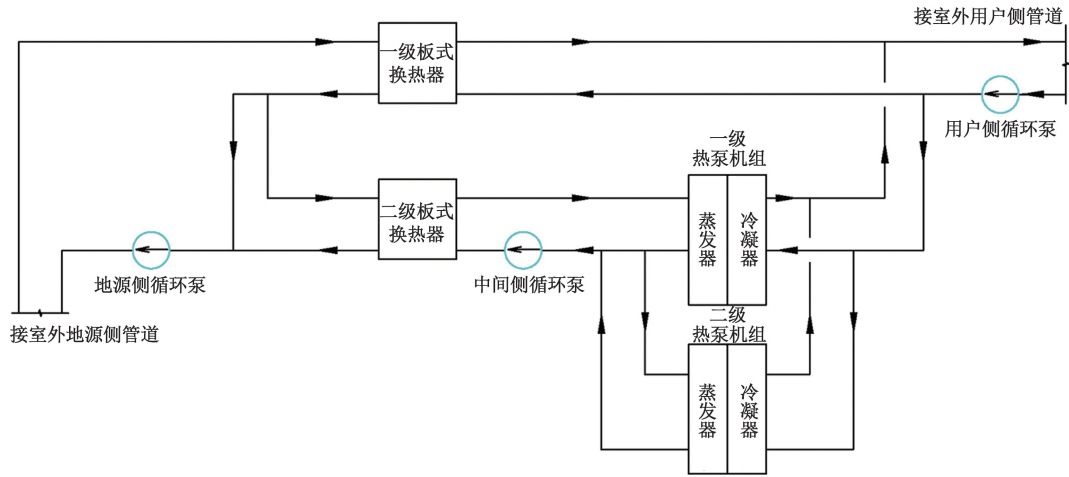 接室外用户侧管道
一级板式
换热器
用户侧循环泵
一级
热泵机组
二级板式
换热器
蒸发器
冷凝器
地源侧循环泵
中间侧循环泵
接室外地源侧管道
二级
热泵机组
蒸发器
冷凝器